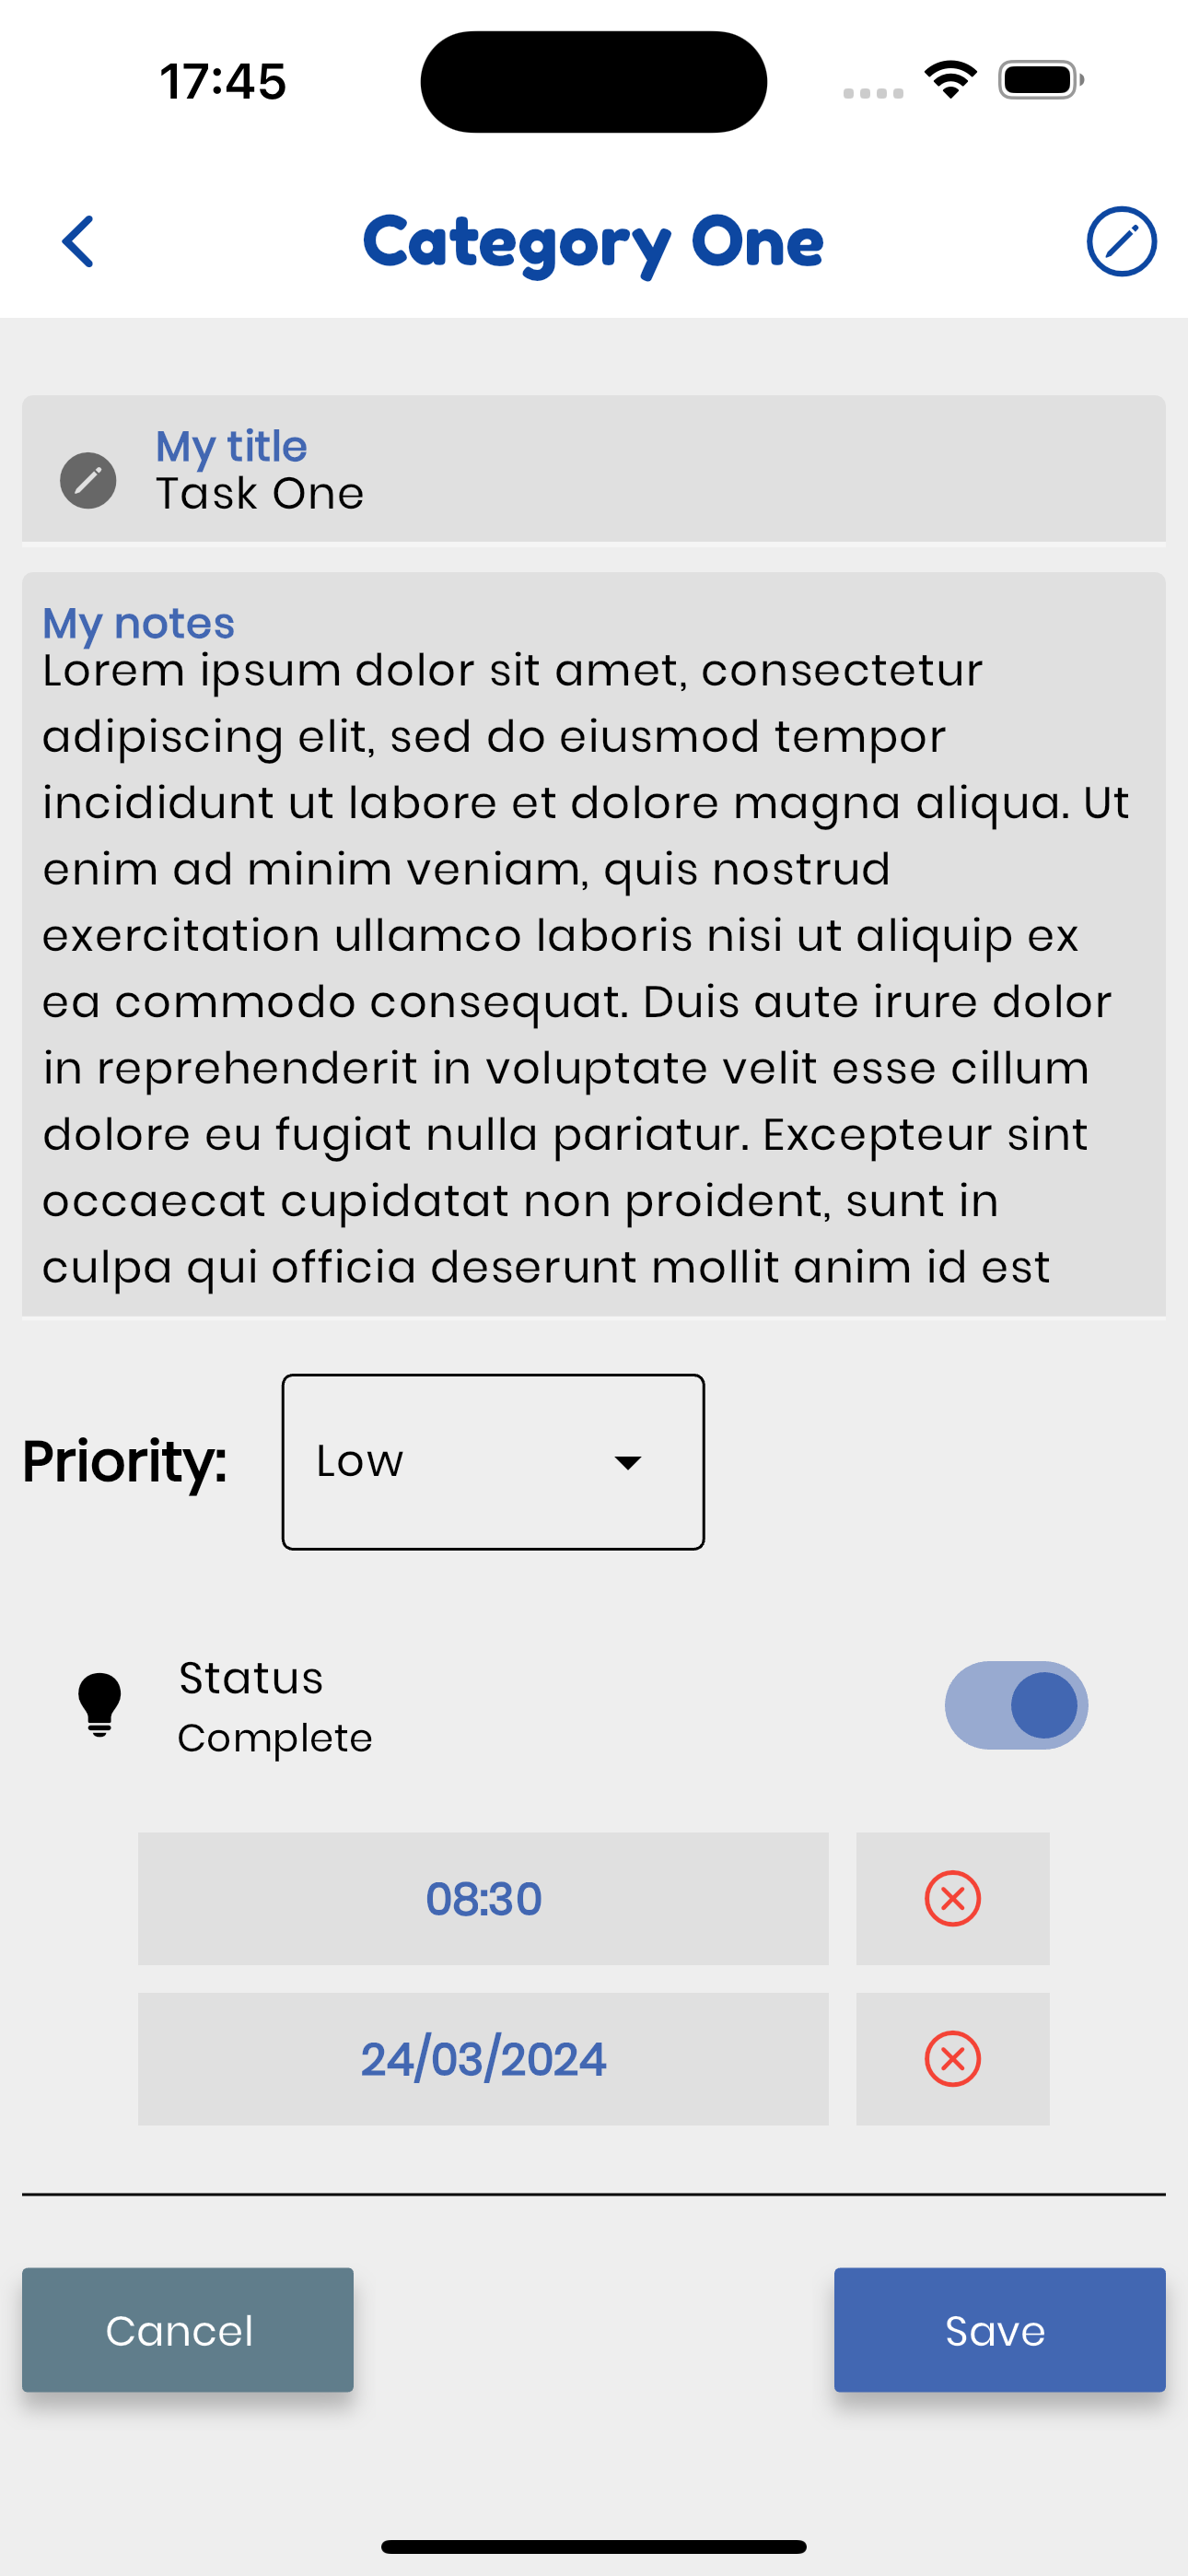 17:45
Category One
My title
Task One
My notes
Lorem ipsum dolor sit amet, consectetur
adipiscing elit, sed do eiusmod tempor
incididunt ut labore et dolore magna aliqua. Ut
enim ad minim veniam, quis nostrud
exercitation ullamco laboris nisi ut aliquip ex
ea commodo consequat. Duis aute irure dolor
in reprehenderit in voluptate velit esse cillum
dolore eu fugiat nulla pariatur. Excepteur sint
occaecat cupidatat non proident, sunt in
culpa qui officia deserunt mollit anim id est
Priority: Low
Status
Complete
08:30
24/03/2024
Cancel Save